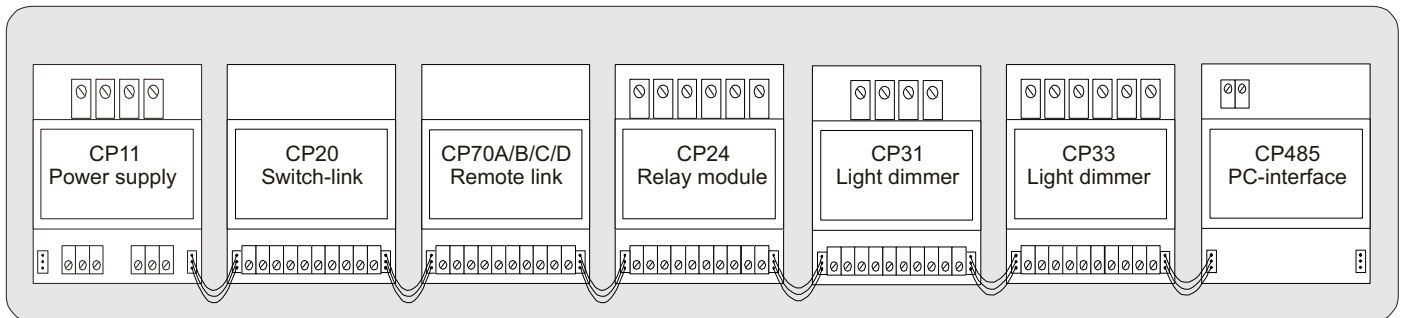 CP11
Power supply
CP20
Switch-link
CP70A/B/C/D
Remote link
CP24
Relay module
CP31
Light dimmer
CP33
Light dimmer
CP485
PC-interface